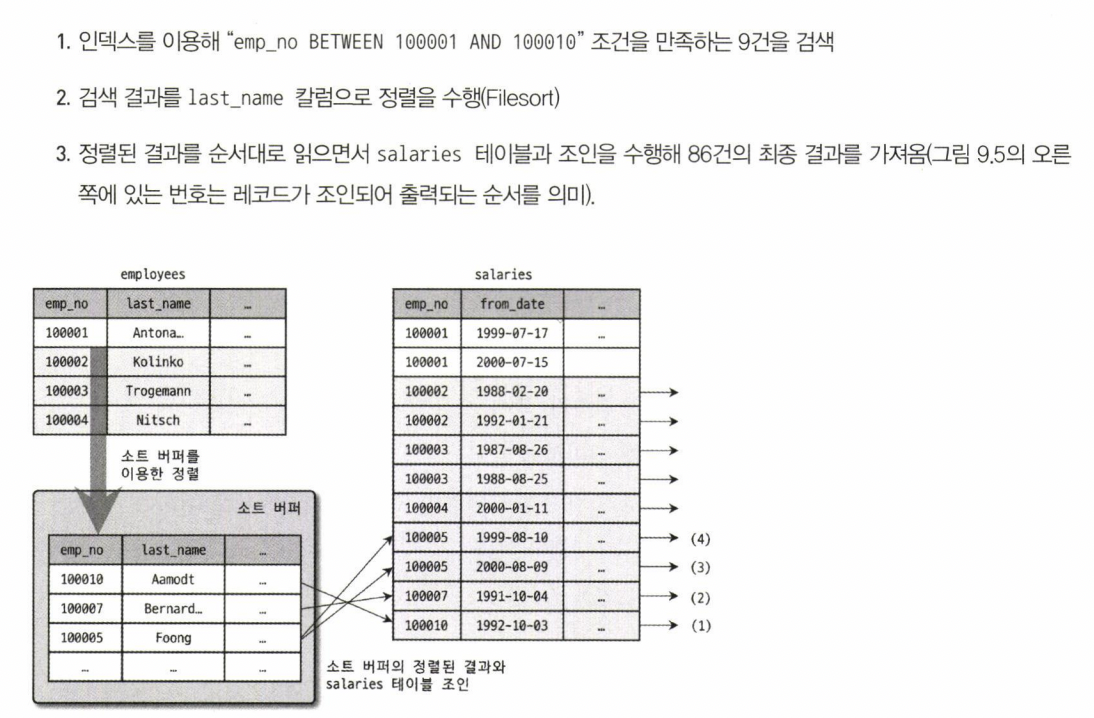 1. 인덱스를 이용해 “emp_no BETWEEN 100001 AND 100010” 조건을 만족하는 9건을 검색
2. 검색 결과를 last_name 칼럼으로 정렬을 수행(Filesort)
3. 정렬된 결과를 순서대로 읽으면서 salaries 테이블과 조인을 수행해 86건의 최종 결과를 가져옴(그림 9.5의 오른
쪽에 있는 번호는 레코드가 조인되어 출력되는 순서를 의미).
employees
emp_no last_name …
100001 Antona… …
100002 Kolinko …
100003 Trogemann …
100004 Nitsch …
소트 버퍼를
이용한 정렬
소트 버퍼
emp_no last_name …
100010 Aamodt …
100007 Bernard… …
100005 Foong …
… … …
salaries
emp_no from_date …
100001 1999-07-17 …
100001 2000-07-15
100002 1988-02-20 …
100002 1992-01-21 …
100003 1987-08-26 …
100003 1988-08-25 …
100004 2000-01-11 …
100005 1999-08-10 … (4)
100005 2000-08-09 … (3)
100007 1991-10-04 … (2)
100010 1992-10-03 … (1)
소트 버퍼의 정렬된 결과와
salaries 테이블 조인